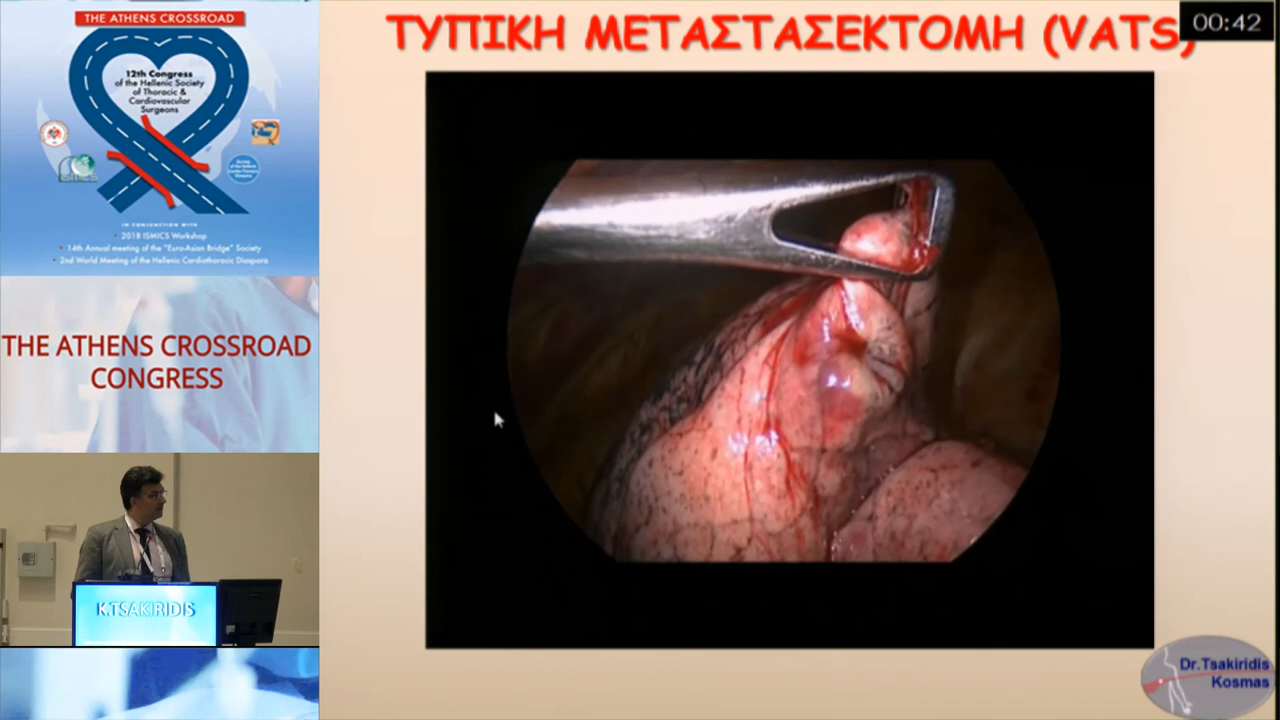 THE ATHENS CROSSROAD
12th Congress
of the Hellenic Society
of Thoracic &
Cardiovascular
Surgeons
IN CONJUNCTION WITH
• 2018 ISMICS Workshop
• 14th Annual meeting of the "Euro-Asian Bridge" Society
• 2nd World Meeting of the Hellenic Cardiothoracic Diaspora
THE ATHENS CROSSROAD
CONGRESS
K.TSAKIRIDIS
ΤΥΠΙΚΗ ΜΕΤΑΣΤΑΣΕΚΤΟΜΗ (VATS)
00:42
Dr.Tsakiridis
Kosmas